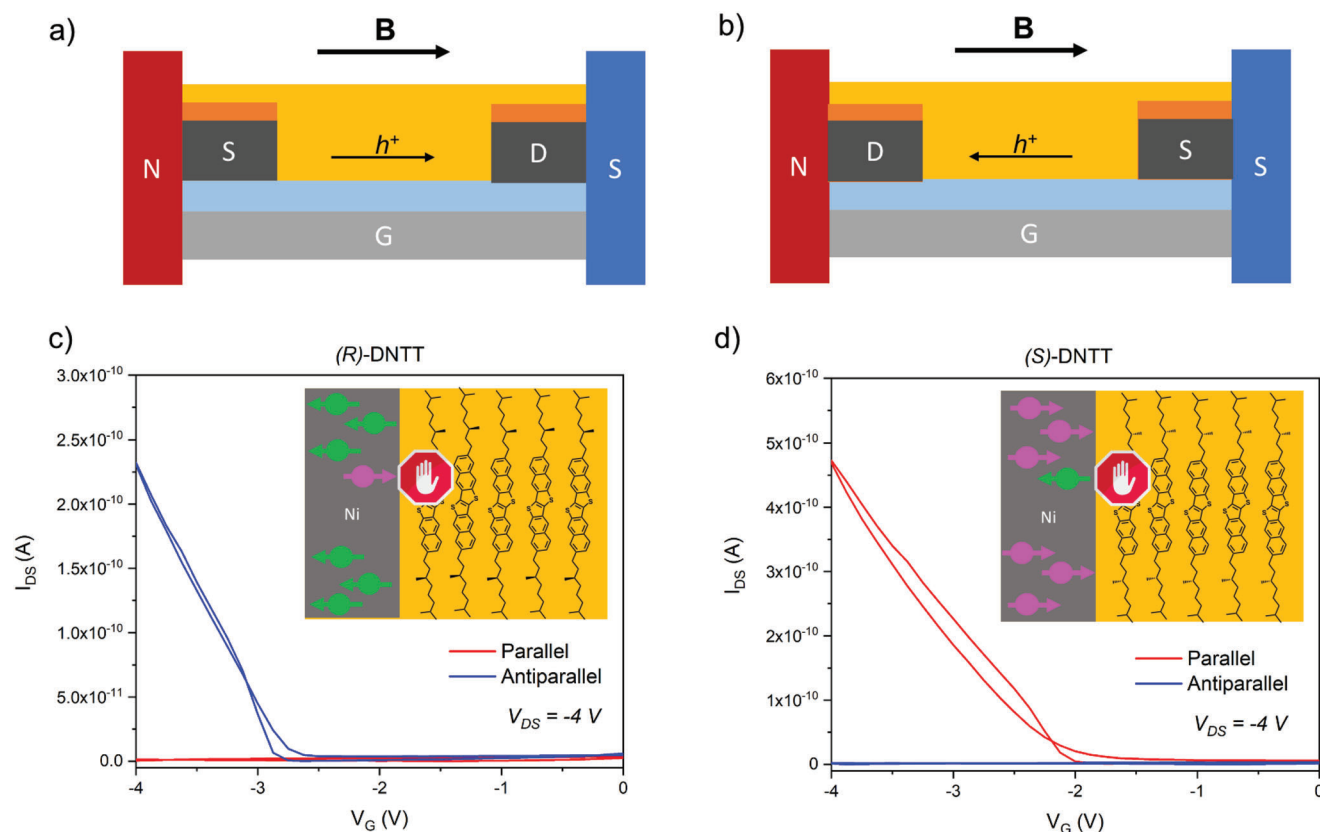 a)
B
N
S
h+
D
S
G
b)
B
N
D
h+
S
S
G
c)
(R)-DNTT
3.0x10-10
2.5x10-10
2.0x10-10
1.5x10-10
1.0x10-10
5.0x10-11
0.0
IDS (A)
Ni
S S S S S
S S S S S
Parallel
Antiparallel
VDS = -4 V
-4 -3 -2 -1 0
VG (V)
d)
(S)-DNTT
6x10-10
5x10-10
4x10-10
3x10-10
2x10-10
1x10-10
0
IDS (A)
Ni
S S S S S
S S S S S
Parallel
Antiparallel
VDS = -4 V
-4 -3 -2 -1 0
VG (V)